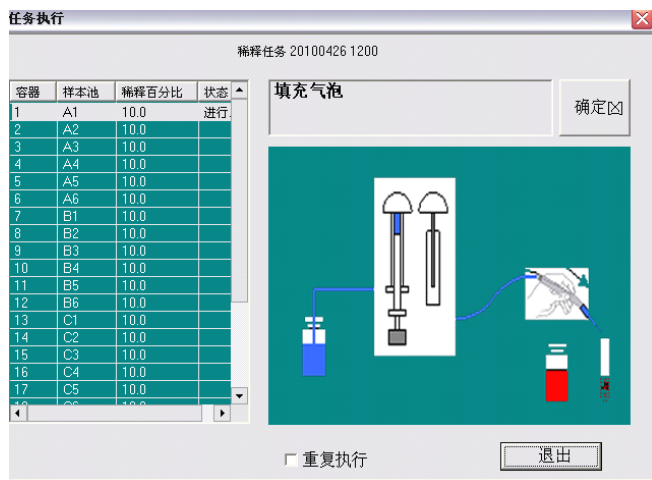 任务执行
稀释任务 20100426 1200
容器 样本池 稀释百分比 状态
1 A1 10.0 进行.
2 A2 10.0
3 A3 10.0
4 A4 10.0
5 A5 10.0
6 A6 10.0
7 B1 10.0
8 B2 10.0
9 B3 10.0
10 B4 10.0
11 B5 10.0
12 B6 10.0
13 C1 10.0
14 C2 10.0
15 C3 10.0
16 C4 10.0
17 C5 10.0
填充气泡
确定
重复执行
退出